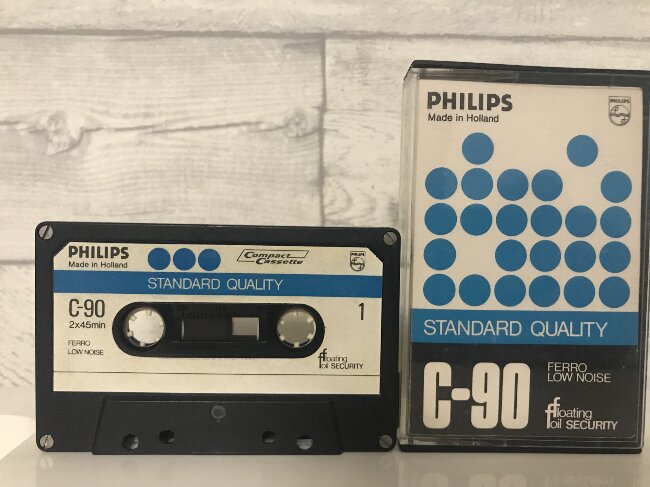 PHILIPS
Made in Holland
Compact
Cassette
STANDARD QUALITY
C-90
2x45min
1
FERRO
LOW NOISE
floating
foil SECURITY
PHILIPS
Made in Holland
STANDARD QUALITY
C-90
FERRO
LOW NOISE
floating
foil SECURITY